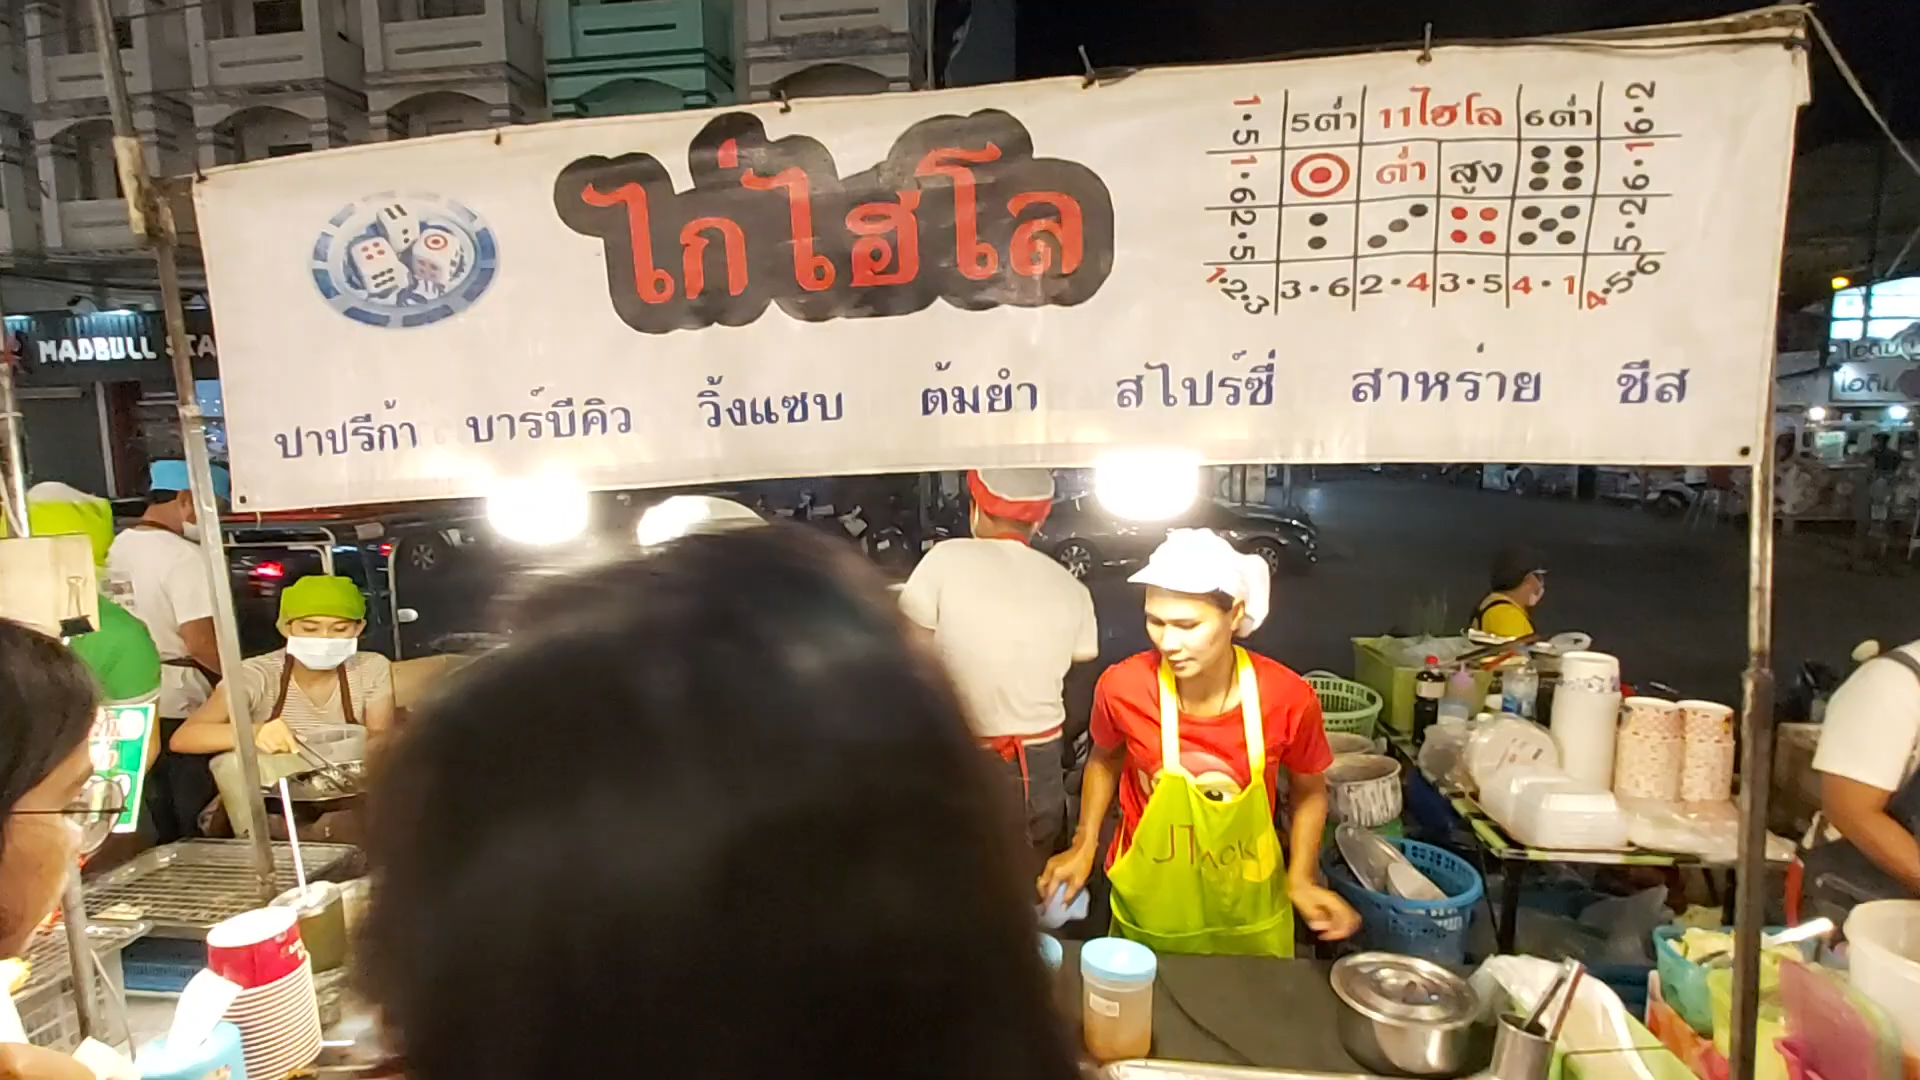 ไก่ไฮโล
5ต่ำ 11ไฮโล 6ต่ำ
ต่ำ สูง
1·5 1·6 2·5
1·2·3 3·6 2·4 3·5 4·1 4·5·6
5·2 6·1 6·2
ปาปรีก้า บาร์บีคิว วิ้งแซบ ต้มยำ สไปร์ซี่ สาหร่าย ชีส
MADBULL STA
JTACK